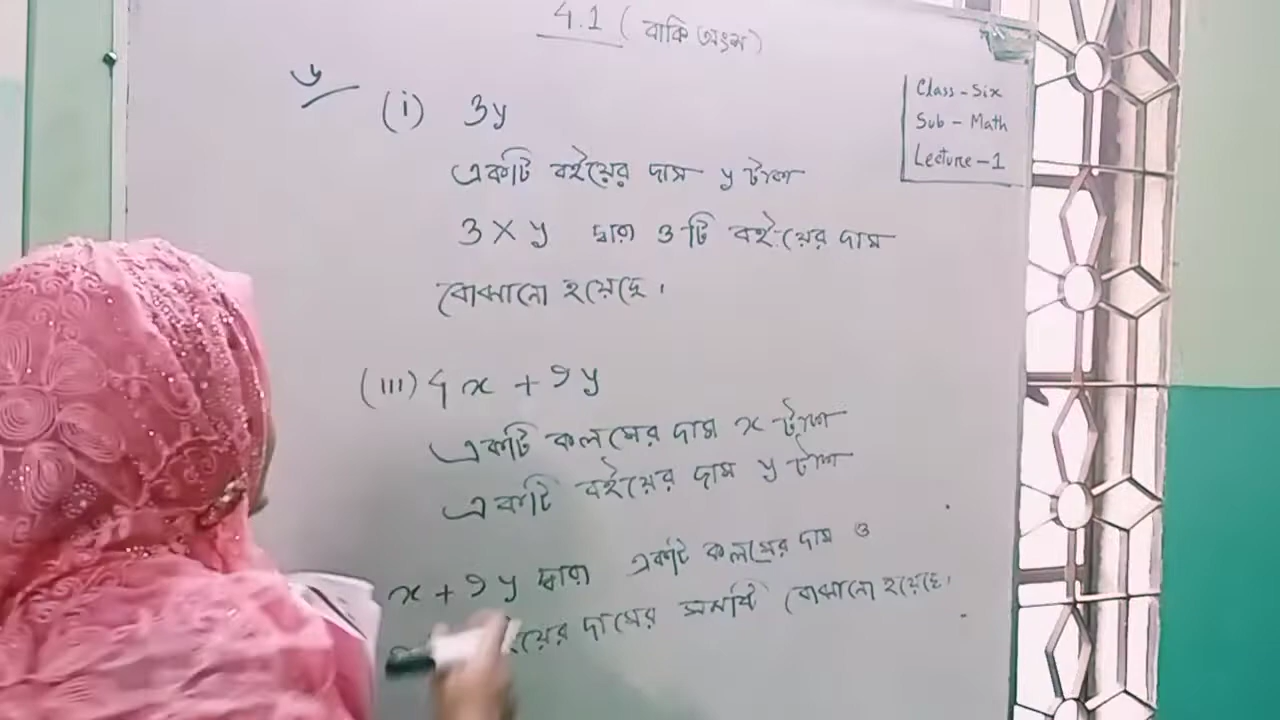 4.1 (বাকি অংশ)
Class - Six
Sub - Math
Lecture - 1
৬
(i) 3y
একটি বইয়ের দাম y টাকা
3 X y দ্বারা ৩টি বইয়ের দাম
বোঝানো হয়েছে।
(iii) 4x + 9y
একটি কলমের দাম x টাকা
একটি বইয়ের দাম y টাকা
x + 9y দ্বারা একটি কলমের দাম ও
দামের সমষ্টি বোঝানো হয়েছে।